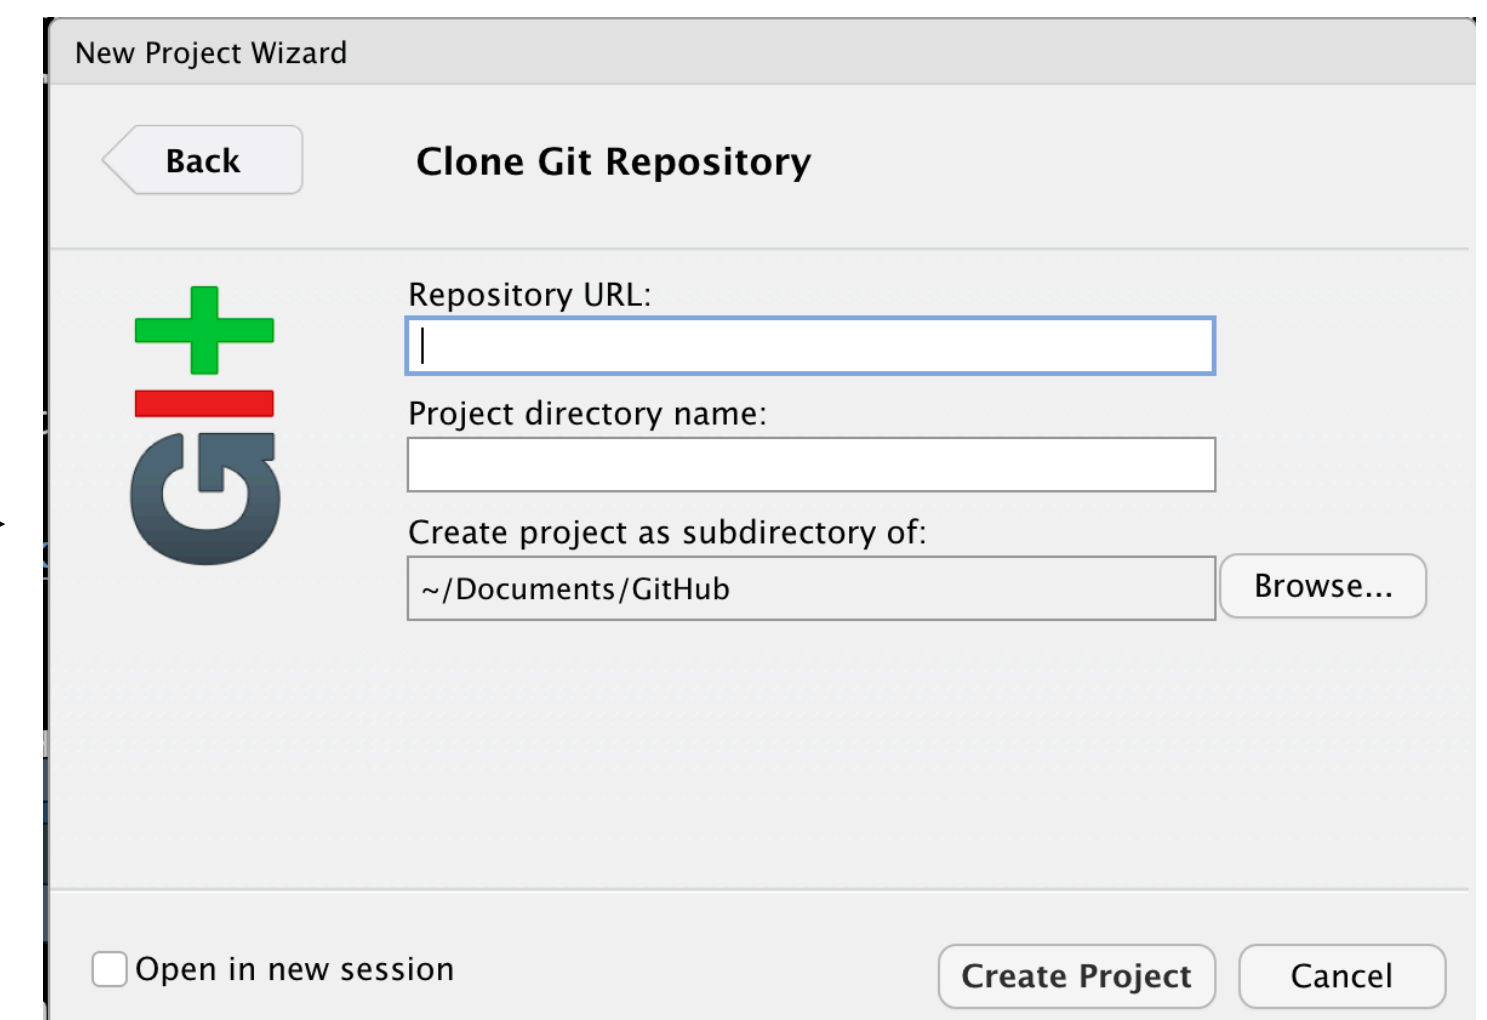 New Project Wizard
Back
Clone Git Repository
GIt
Repository URL:
Project directory name:
Create project as subdirectory of:
~/Documents/GitHub
Browse...
Open in new session
Create Project
Cancel